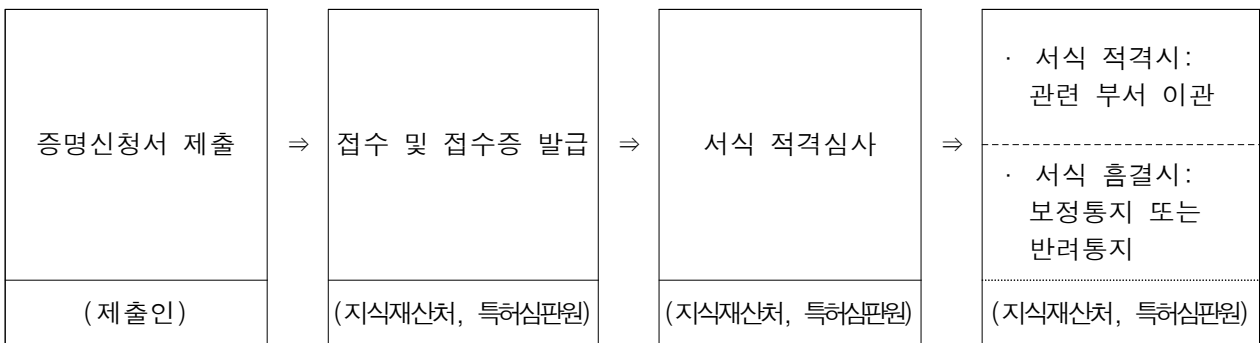 증명신청서 제출
⇒
접수 및 접수증 발급
⇒
서식 적격심사
⇒
· 서식 적격시:
관련 부서 이관
· 서식 흠결시:
보정통지 또는
반려통지
(제출인)
(지식재산처, 특허심판원)
(지식재산처, 특허심판원)
(지식재산처, 특허심판원)